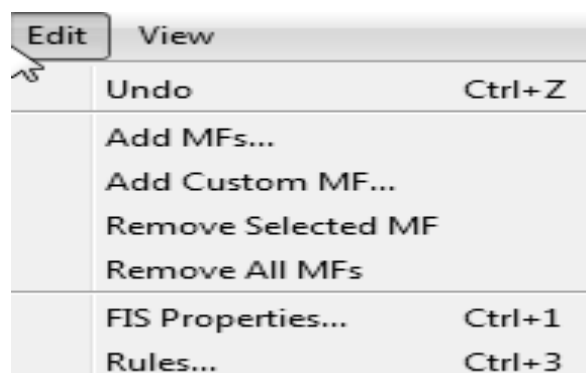 Edit View
Undo Ctrl+Z
Add MFs...
Add Custom MF...
Remove Selected MF
Remove All MFs
FIS Properties... Ctrl+1
Rules... Ctrl+3